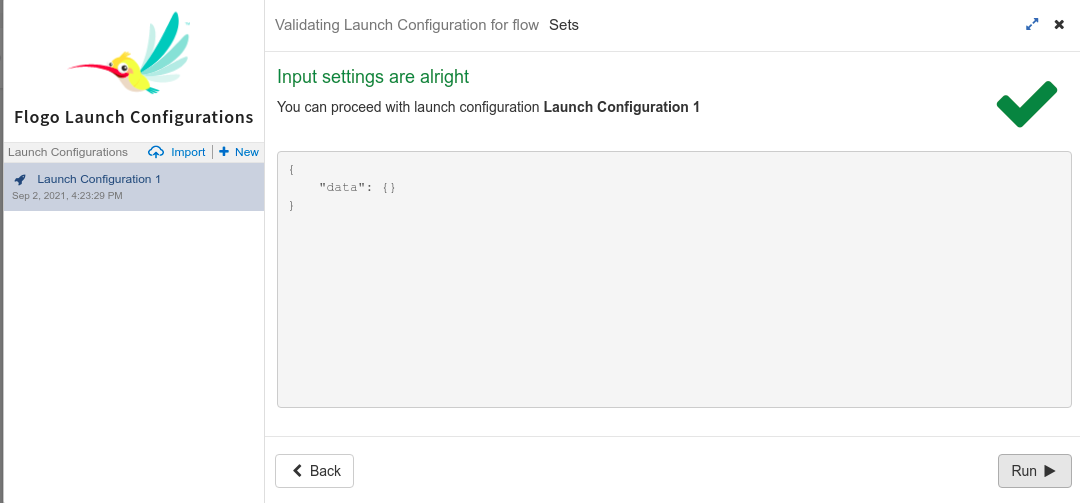 Flogo Launch Configurations
Launch Configurations Import New
Launch Configuration 1
Sep 2, 2021, 4:23:29 PM
Validating Launch Configuration for flow Sets
Input settings are alright
You can proceed with launch configuration Launch Configuration 1
{
"data": {}
}
Back
Run